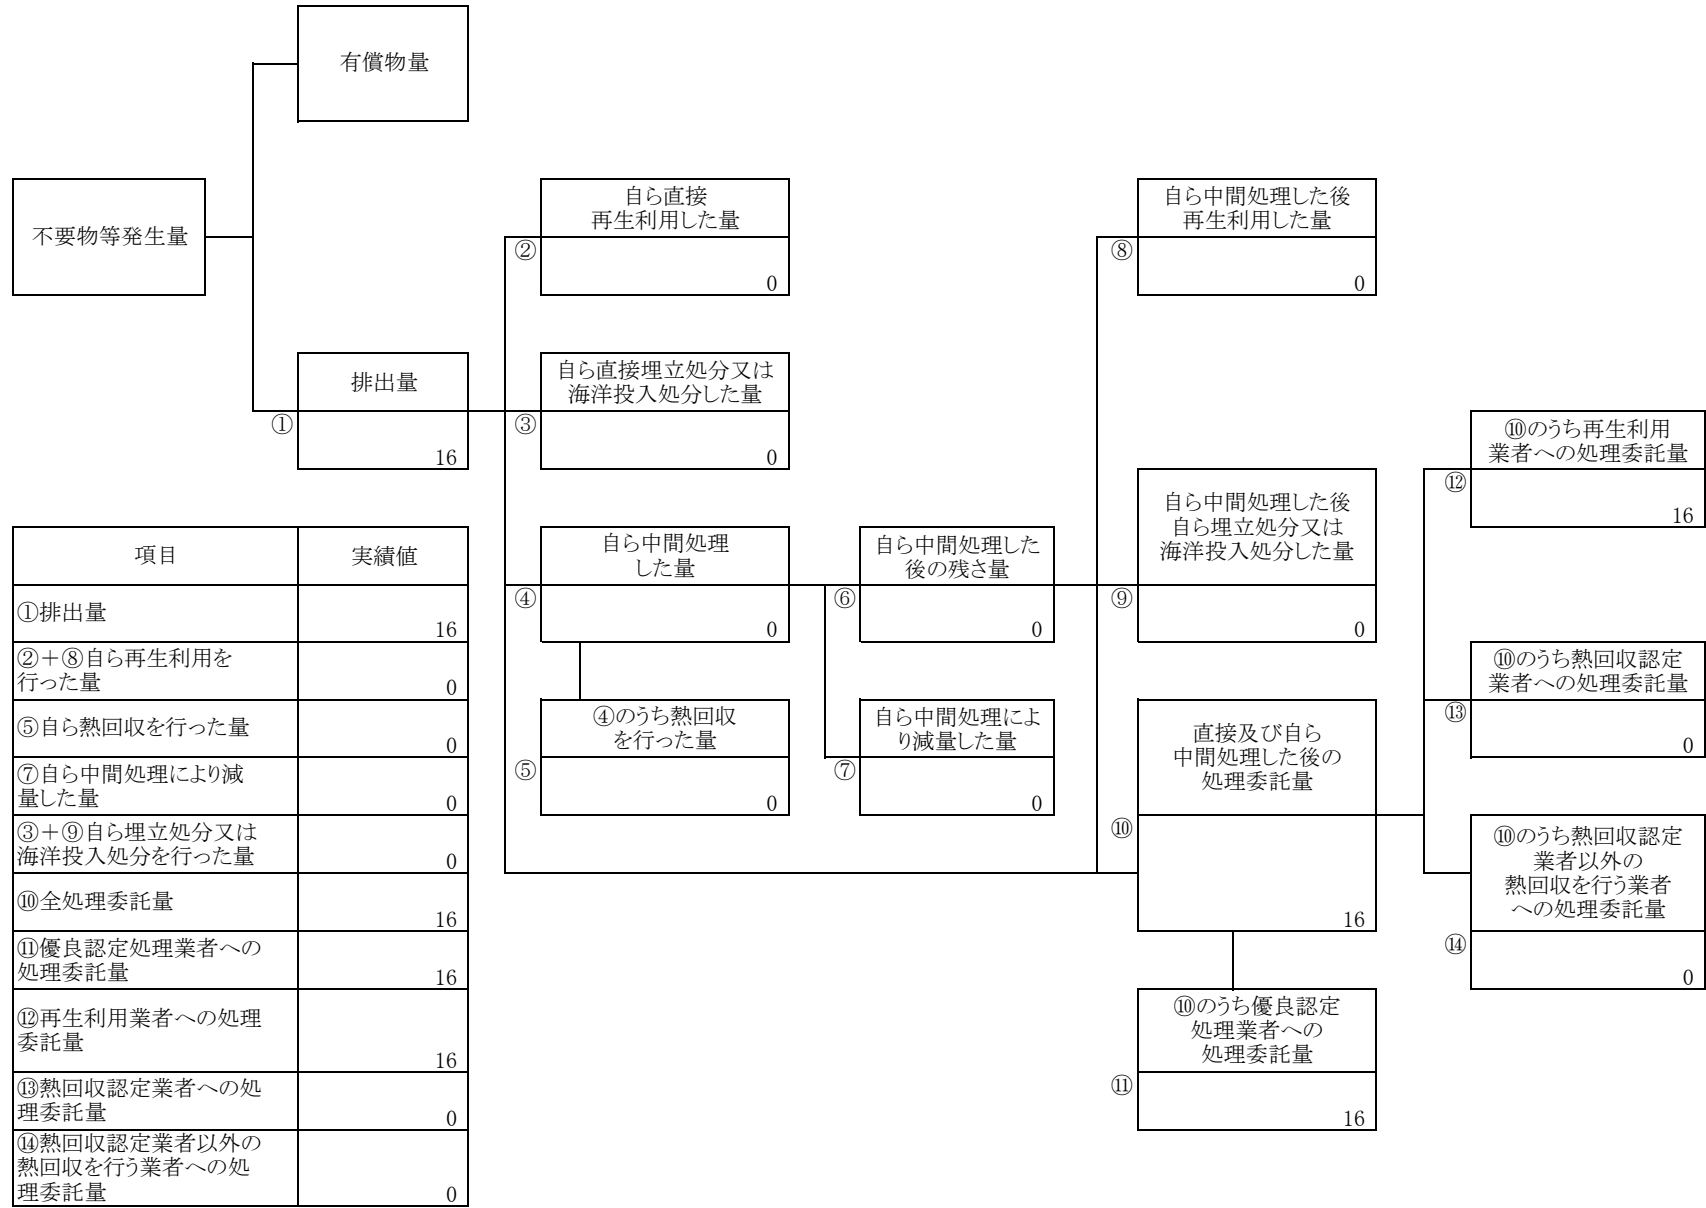 有償物量
不要物等発生量
自ら直接
再生利用した量
②
0
自ら中間処理した後
再生利用した量
⑧
0
排出量
①
16
自ら直接埋立処分又は
海洋投入処分した量
③
0
⑩のうち再生利用
業者への処理委託量
⑫
16
自ら中間処理
した量
④
0
自ら中間処理した
後の残さ量
⑥
0
自ら中間処理した後
自ら埋立処分又は
海洋投入処分した量
⑨
0
⑩のうち熱回収認定
業者への処理委託量
⑬
0
④のうち熱回収
を行った量
⑤
0
自ら中間処理によ
り減量した量
⑦
0
直接及び自ら
中間処理した後の
処理委託量
⑩
16
⑩のうち熱回収認定
業者以外の
熱回収を行う業者
への処理委託量
⑭
0
⑩のうち優良認定
処理業者への
処理委託量
⑪
16
項目 実績値
①排出量
16
②＋⑧自ら再生利用を
行った量
0
⑤自ら熱回収を行った量
0
⑦自ら中間処理により減
量した量
0
③＋⑨自ら埋立処分又は
海洋投入処分を行った量
0
⑩全処理委託量
16
⑪優良認定処理業者への
処理委託量
16
⑫再生利用業者への処理
委託量
16
⑬熱回収認定業者への処
理委託量
0
⑭熱回収認定業者以外の
熱回収を行う業者への処
理委託量
0